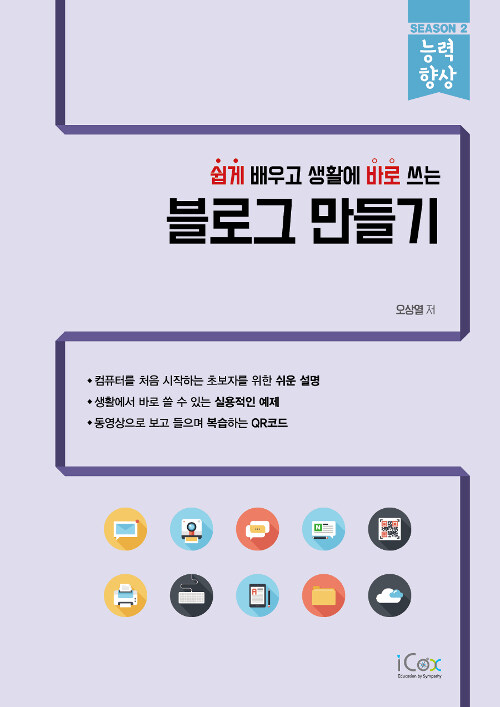 SEASON 2
능력
향상
쉽게 배우고 생활에 바로 쓰는
블로그 만들기
오상열 저
◆ 컴퓨터를 처음 시작하는 초보자를 위한 쉬운 설명
◆ 생활에서 바로 쓸 수 있는 실용적인 예제
◆ 동영상으로 보고 들으며 복습하는 QR코드
N
A
iCox
Education by Sympathy